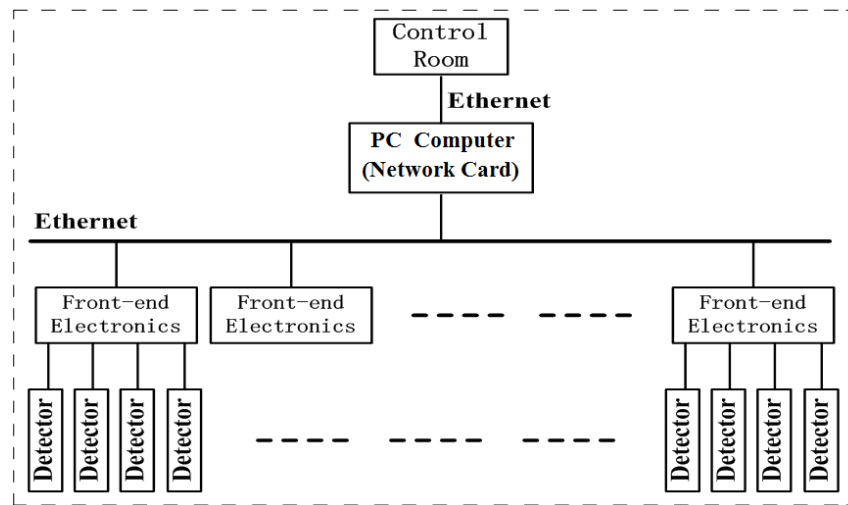 Control
Room
Ethernet
PC Computer
(Network Card)
Ethernet
Front-end
Electronics
Front-end
Electronics
Front-end
Electronics
Detector
Detector
Detector
Detector
Detector
Detector
Detector
Detector